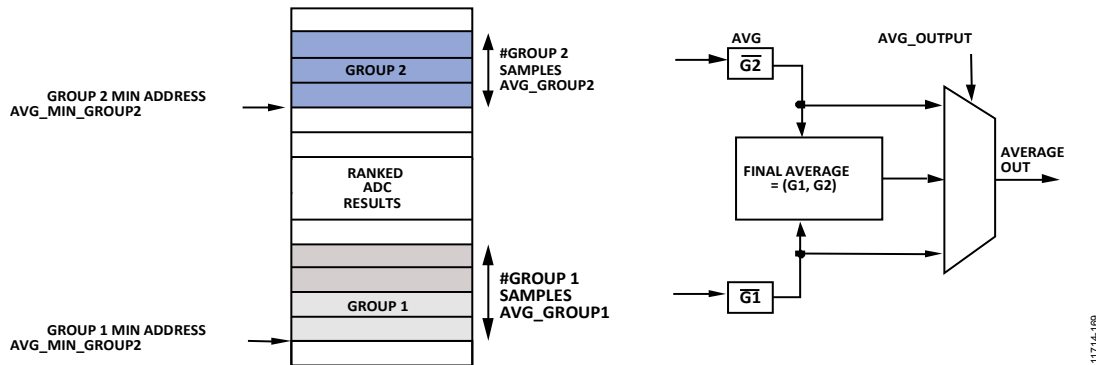 #GROUP 2
SAMPLES
AVG_GROUP2
GROUP 2
GROUP 2 MIN ADDRESS
AVG_MIN_GROUP2
RANKED
ADC
RESULTS
#GROUP 1
SAMPLES
AVG_GROUP1
GROUP 1
GROUP 1 MIN ADDRESS
AVG_MIN_GROUP2
AVG
G2
AVG_OUTPUT
FINAL AVERAGE
= (G1, G2)
AVERAGE
OUT
G1
11714-169